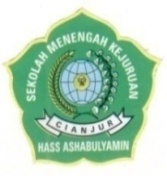 SEKOLAH MENENGAH KEJURUAN
CIANJUR
HASS ASHABULYAMIN